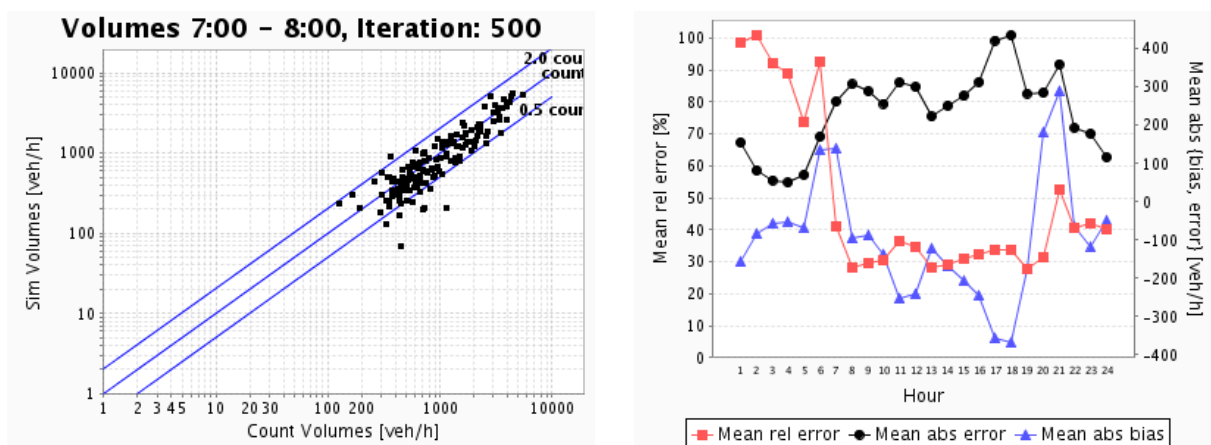 Volumes 7:00 – 8:00, Iteration: 500
2.0 cou
count
0.5 cour
10000
1000
100
10
1
Sim Volumes [veh/h]
1 2 3 4 5 10 20 30 100 200 1000 10000
Count Volumes [veh/h]
100
90
80
70
60
50
40
30
20
10
0
Mean rel error [%]
400
300
200
100
0
-100
-200
-300
-400
Mean abs {bias, error} [veh/h]
1 2 3 4 5 6 7 8 9 10 11 12 13 14 15 16 17 18 19 20 21 22 23 24
Hour
Mean rel error Mean abs error Mean abs bias